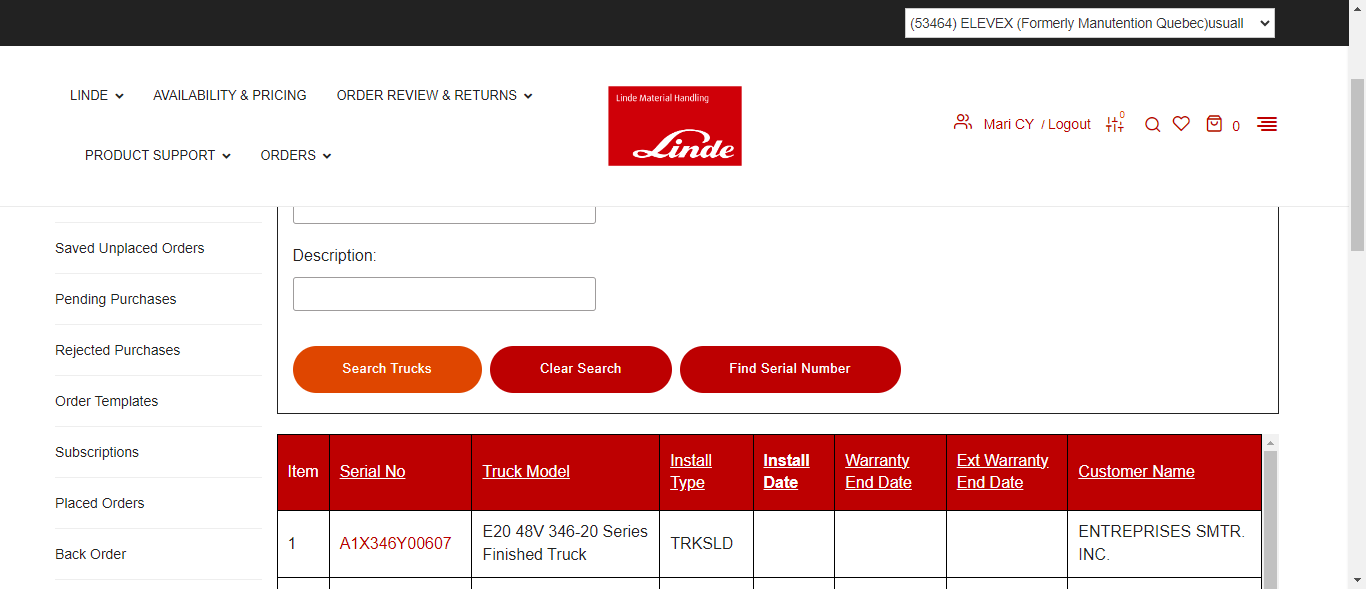 (53464) ELEVEX (Formerly Manutention Quebec)usuall
LINDE
AVAILABILITY & PRICING
ORDER REVIEW & RETURNS
PRODUCT SUPPORT
ORDERS
Linde Material Handling
Linde
Mari CY / Logout
0
0
Saved Unplaced Orders
Pending Purchases
Rejected Purchases
Order Templates
Subscriptions
Placed Orders
Back Order
Description:
Search Trucks
Clear Search
Find Serial Number
Item
Serial No
Truck Model
Install
Type
Install
Date
Warranty
End Date
Ext Warranty
End Date
Customer Name
1
A1X346Y00607
E20 48V 346-20 Series
Finished Truck
TRKSLD
ENTREPRISES SMTR.
INC.